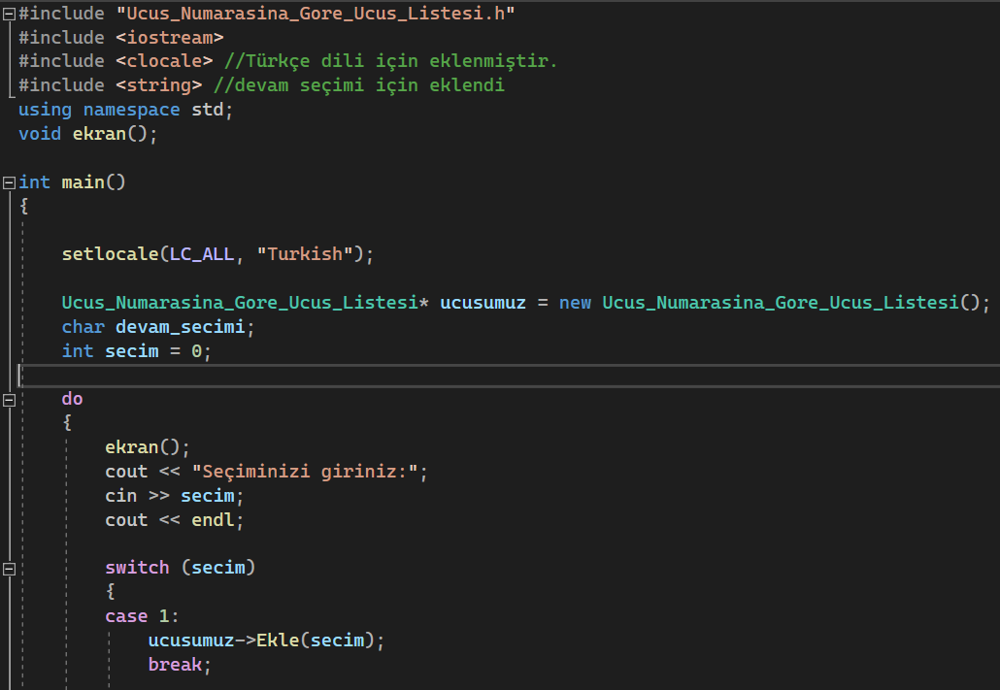 #include "Ucus_Numarasina_Gore_Ucus_Listesi.h"
#include <iostream>
#include <clocale> //Türkçe dili için eklenmiştir.
#include <string> //devam seçimi için eklendi
using namespace std;
void ekran();
int main()
{
setlocale(LC_ALL, "Turkish");
Ucus_Numarasina_Gore_Ucus_Listesi* ucusumuz = new Ucus_Numarasina_Gore_Ucus_Listesi();
char devam_secimi;
int secim = 0;
do
{
ekran();
cout << "Seçiminizi giriniz:";
cin >> secim;
cout << endl;
switch (secim)
{
case 1:
ucusumuz->Ekle(secim);
break;